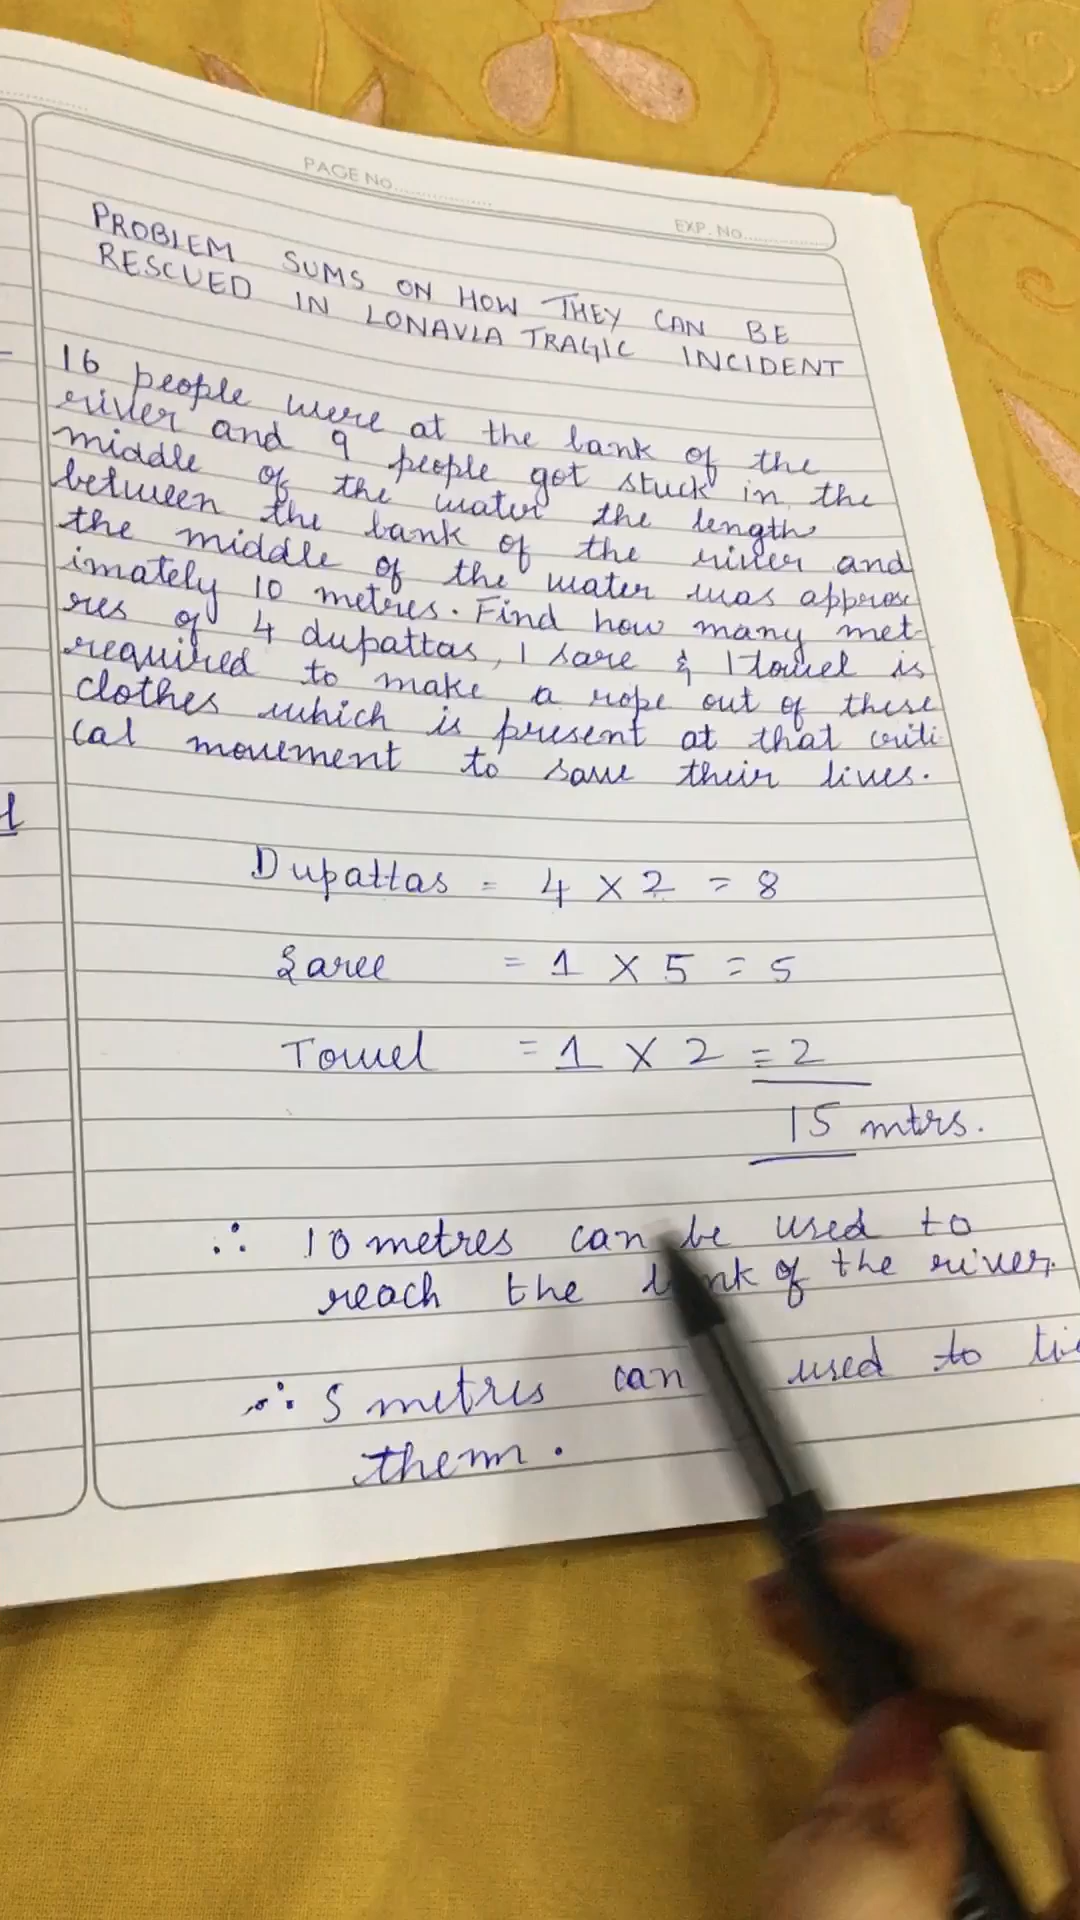 PAGE No.
EXP. No.
PROBLEM SUMS ON HOW THEY CAN BE
RESCUED IN LONAVLA TRAGIC INCIDENT
16 people were at the bank of the
river and 9 people got stuck in the
middle of the water the length
between the bank of the river and
the middle of the water was approx
imately 10 metres. Find how many met-
res of 4 dupattas, 1 sare & 1 towel is
required to make a rope out of these
clothes which is present at that criti
cal movement to save their lives.
Dupattas = 4 X 2 = 8
Saree = 1 X 5 = 5
Towel = 1 X 2 = 2
15 mtrs.
∴ 10 metres can be used to
reach the bank of the river.
∴ 5 metres can used to
them.